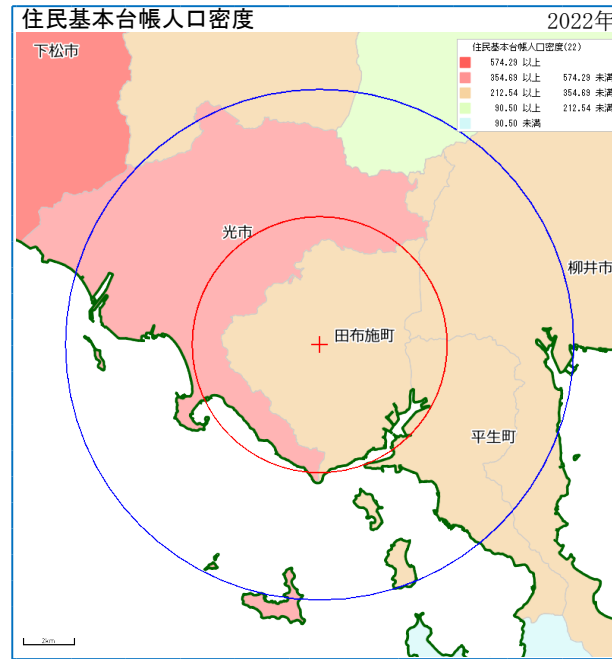 住民基本台帳人口密度
2022年
住民基本台帳人口密度(22)
574.29 以上
354.69 以上 574.29 未満
212.54 以上 354.69 未満
90.50 以上 212.54 未満
90.50 未満
下松市
光市
柳井市
田布施町
平生町
2km